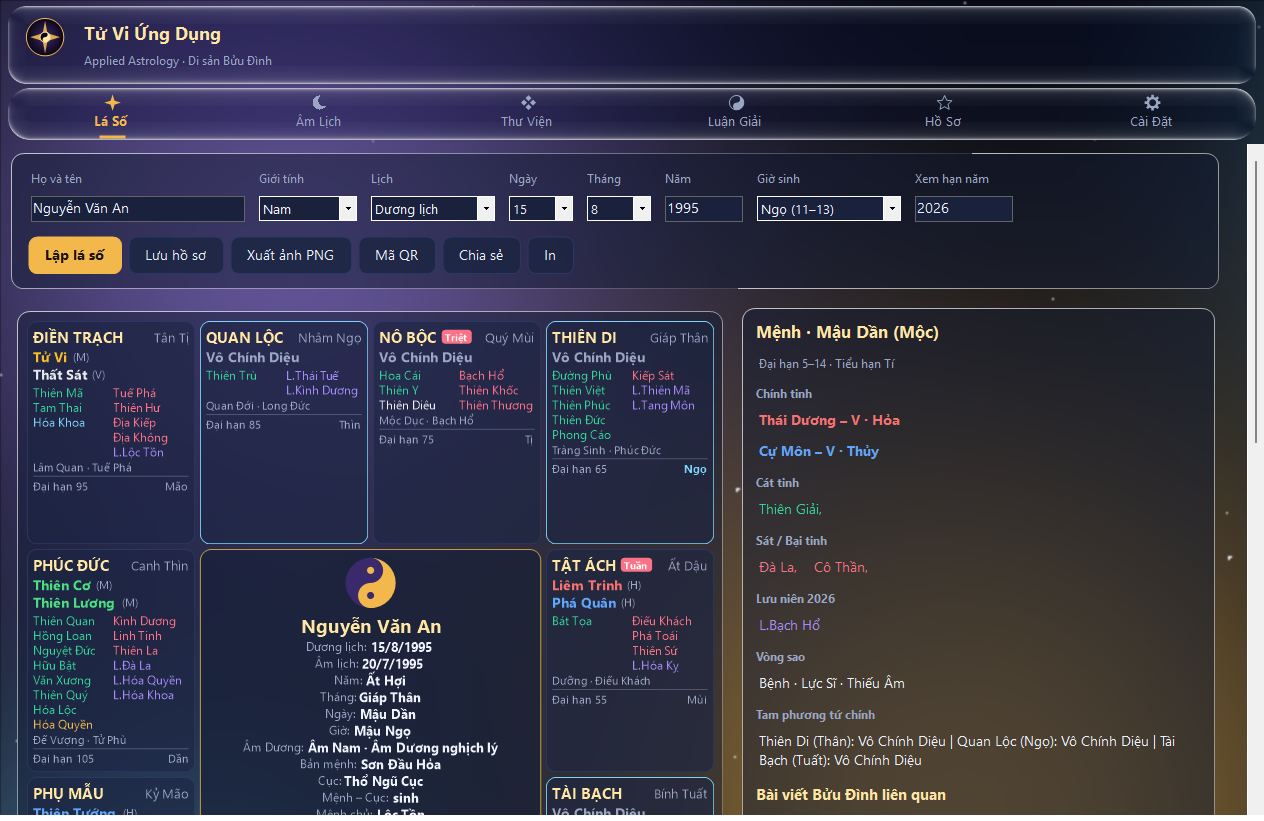 Tử Vi Ứng Dụng
Applied Astrology · Di sản Bửu Đình
Lá Số
Âm Lịch
Thư Viện
Luận Giải
Hồ Sơ
Cài Đặt
Họ và tên
Giới tính
Lịch
Ngày
Tháng
Năm
Giờ sinh
Xem hạn năm
Nguyễn Văn An
Nam
Dương lịch
15
8
1995
Ngọ (11–13)
2026
Lập lá số
Lưu hồ sơ
Xuất ảnh PNG
Mã QR
Chia sẻ
In
ĐIỀN TRẠCH Tân Tị
Tử Vi (M)
Thất Sát (V)
Thiên Mã Tuế Phá
Tam Thai Thiên Hư
Hóa Khoa Địa Kiếp
Địa Không
L.Lộc Tồn
Lâm Quan · Tuế Phá
Đại hạn 95 Mão
QUAN LỘC Nhâm Ngọ
Vô Chính Diệu
Thiên Trù L.Thái Tuế
L.Kình Dương
Quan Đới · Long Đức
Đại hạn 85 Thìn
NÔ BỘC Triệt Quý Mùi
Vô Chính Diệu
Hoa Cái Bạch Hổ
Thiên Y Thiên Khốc
Thiên Diêu Thiên Thương
Mộc Dục · Bạch Hổ
Đại hạn 75 Tị
THIÊN DI Giáp Thân
Vô Chính Diệu
Đường Phù Kiếp Sát
Thiên Việt L.Thiên Mã
Thiên Phúc L.Tang Môn
Thiên Đức
Phong Cáo
Tràng Sinh · Phúc Đức
Đại hạn 65 Ngọ
PHÚC ĐỨC Canh Thìn
Thiên Cơ (M)
Thiên Lương (M)
Thiên Quan Kình Dương
Hồng Loan Linh Tinh
Nguyệt Đức Thiên La
Hữu Bật L.Đà La
Văn Xương L.Hóa Quyền
Thiên Quý L.Hóa Khoa
Hóa Lộc
Hóa Quyền
Đế Vượng · Tử Phù
Đại hạn 105 Dần
Nguyễn Văn An
Dương lịch: 15/8/1995
Âm lịch: 20/7/1995
Năm: Ất Hợi
Tháng: Giáp Thân
Ngày: Mậu Dần
Giờ: Mậu Ngọ
Âm Dương: Âm Nam · Âm Dương nghịch lý
Bản mệnh: Sơn Đầu Hỏa
Cục: Thổ Ngũ Cục
Mệnh – Cục: sinh
Mệnh chủ: Lộc Tồn
TẬT ÁCH Tuần Ất Dậu
Liêm Trinh (H)
Phá Quân (H)
Bát Tọa Điếu Khách
Phá Toái
Thiên Sứ
L.Hóa Kỵ
Dưỡng · Điếu Khách
Đại hạn 55 Mùi
PHỤ MẪU Kỷ Mão
Thiên Tướng (H)
TÀI BẠCH Bính Tuất
Vô Chính Diệu
Mệnh · Mậu Dần (Mộc)
Đại hạn 5–14 · Tiểu hạn Tí
Chính tinh
Thái Dương – V · Hỏa
Cự Môn – V · Thủy
Cát tinh
Thiên Giải,
Sát / Bại tinh
Đà La, Cô Thần,
Lưu niên 2026
L.Bạch Hổ
Vòng sao
Bệnh · Lực Sĩ · Thiếu Âm
Tam phương tứ chính
Thiên Di (Thân): Vô Chính Diệu | Quan Lộc (Ngọ): Vô Chính Diệu | Tài
Bạch (Tuất): Vô Chính Diệu
Bài viết Bửu Đình liên quan